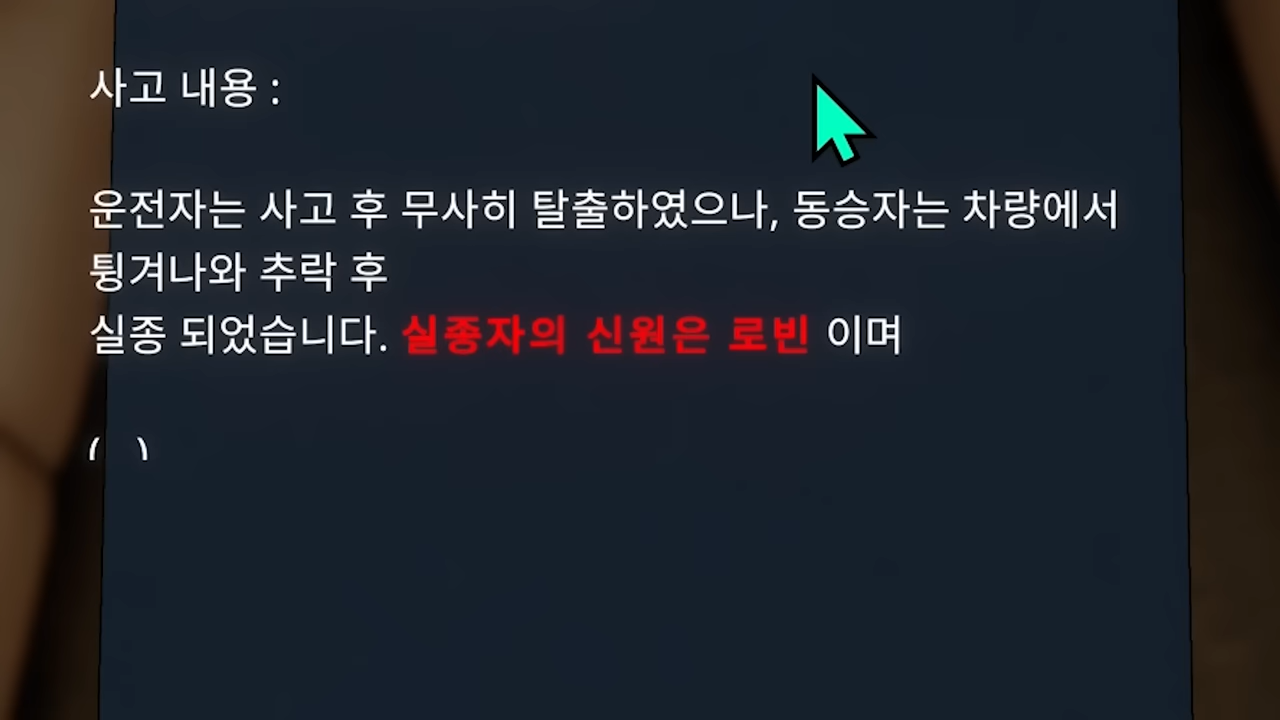 사고 내용 :
운전자는 사고 후 무사히 탈출하였으나, 동승자는 차량에서
튕겨나와 추락 후
실종 되었습니다. 실종자의 신원은 로빈 이며
( )